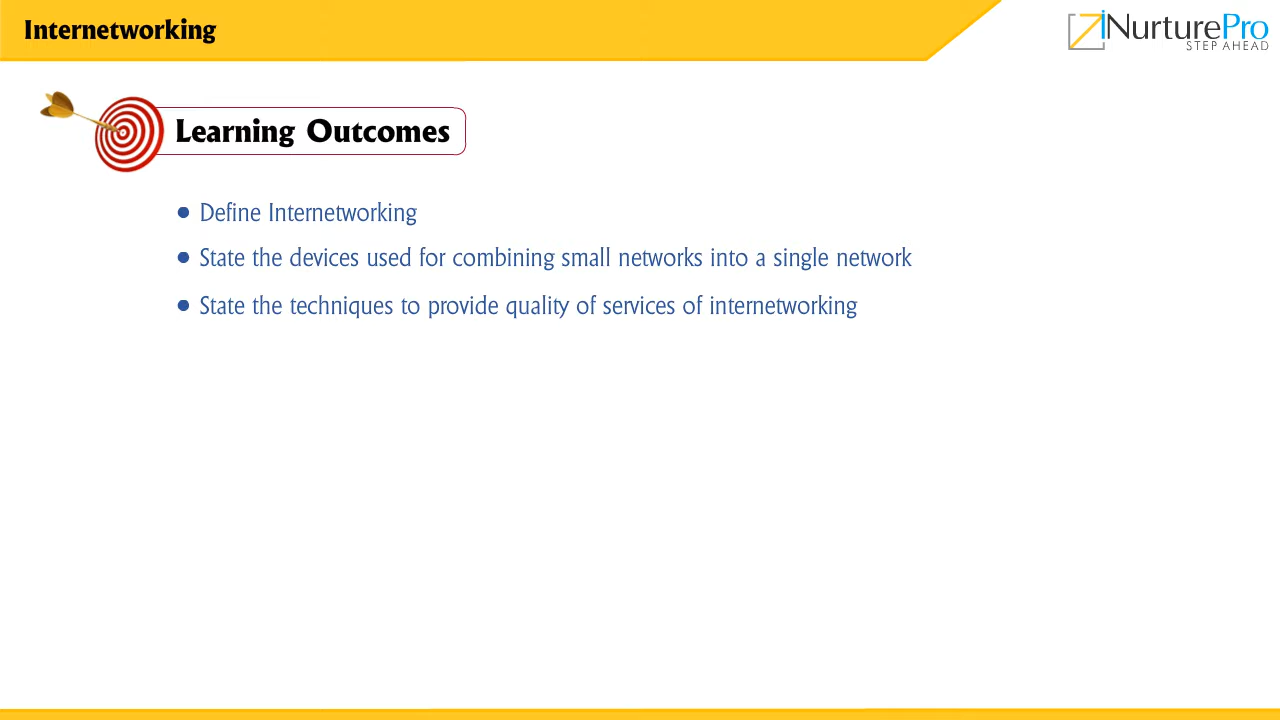 Internetworking
iNurturePro
STEP AHEAD
Learning Outcomes
• Define Internetworking
• State the devices used for combining small networks into a single network
• State the techniques to provide quality of services of internetworking